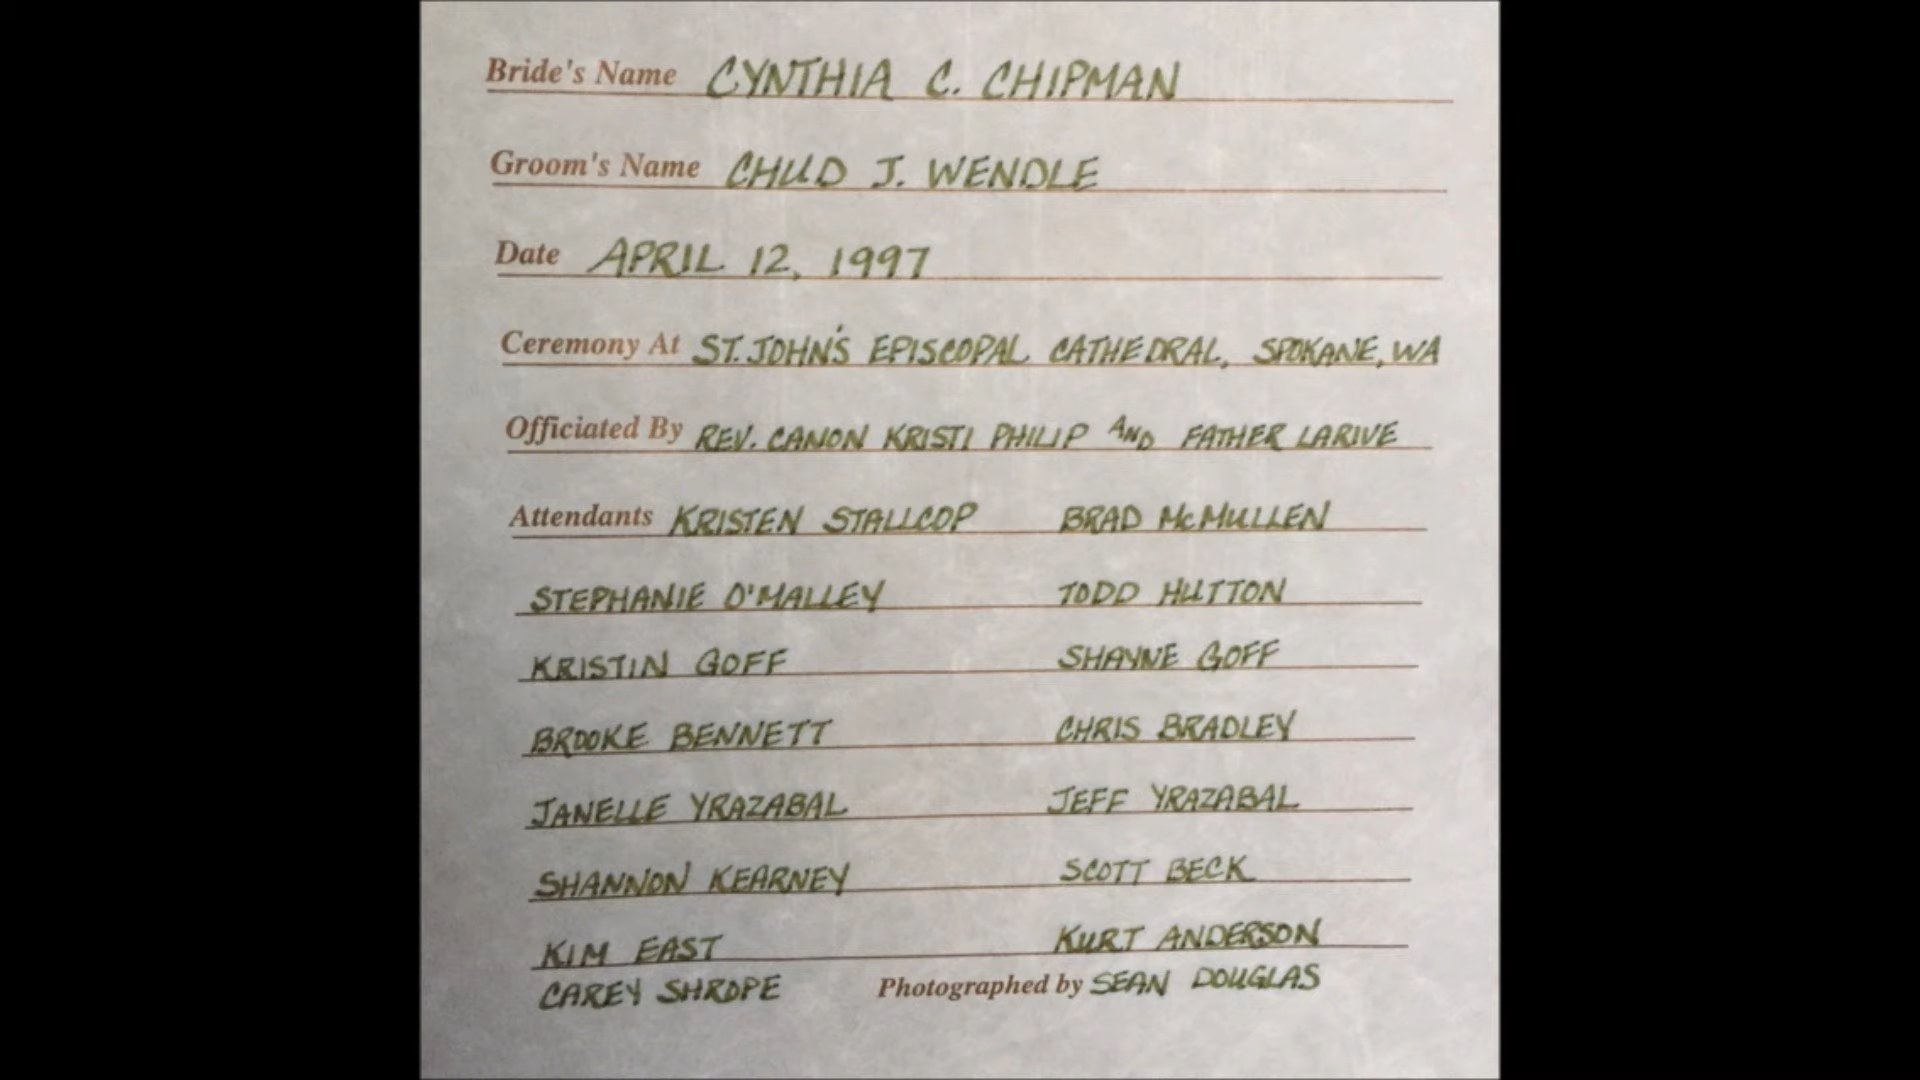 Bride's Name CYNTHIA C. CHIPMAN
Groom's Name CHUD J. WENDLE
Date APRIL 12, 1997
Ceremony At ST. JOHN'S EPISCOPAL CATHEDRAL, SPOKANE, WA
Officiated By REV. CANON KRISTI PHILIP AND FATHER LARIVE
Attendants KRISTEN STALLCOP BRAD McMULLEN
STEPHANIE O'MALLEY TODD HUTTON
KRISTIN GOFF SHAYNE GOFF
BROOKE BENNETT CHRIS BRADLEY
JANELLE YRAZABAL JEFF YRAZABAL
SHANNON KEARNEY SCOTT BECK
KIM EAST KURT ANDERSON
CAREY SHROPE Photographed by SEAN DOUGLAS